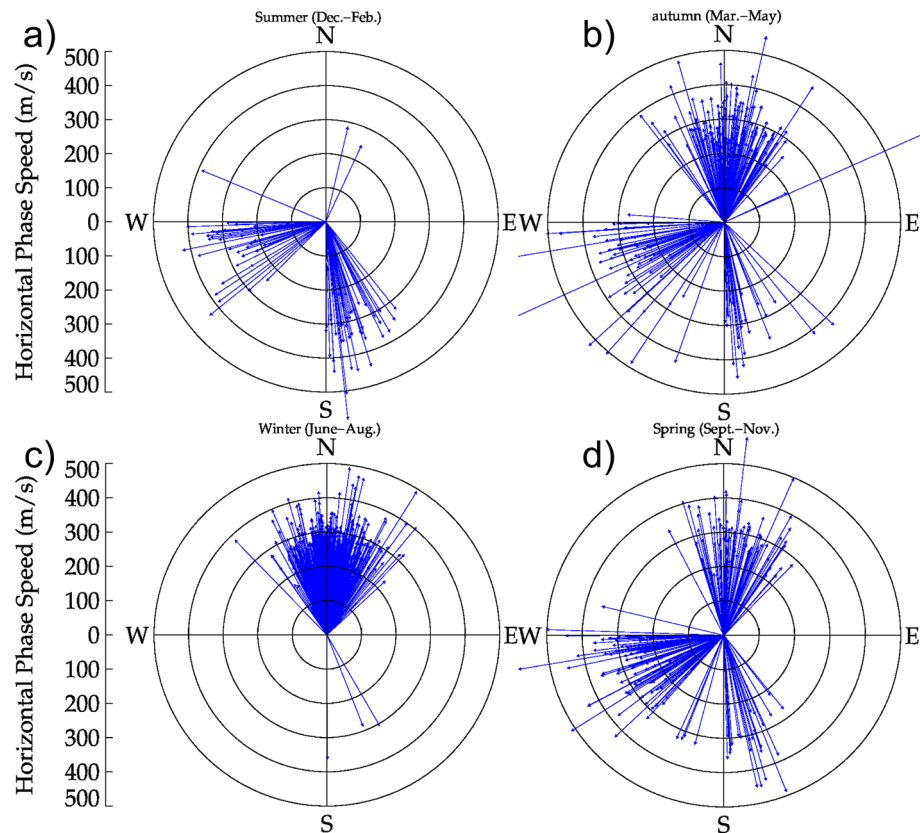 a)
Summer (Dec.–Feb.)
N
b)
autumn (Mar.–May)
N
Horizontal Phase Speed (m/s)
500
400
300
200
100
0
100
200
300
400
500
W
E
W
E
S
S
c)
Winter (June–Aug.)
N
d)
Spring (Sept.–Nov.)
N
Horizontal Phase Speed (m/s)
500
400
300
200
100
0
100
200
300
400
500
W
E
W
E
S
S